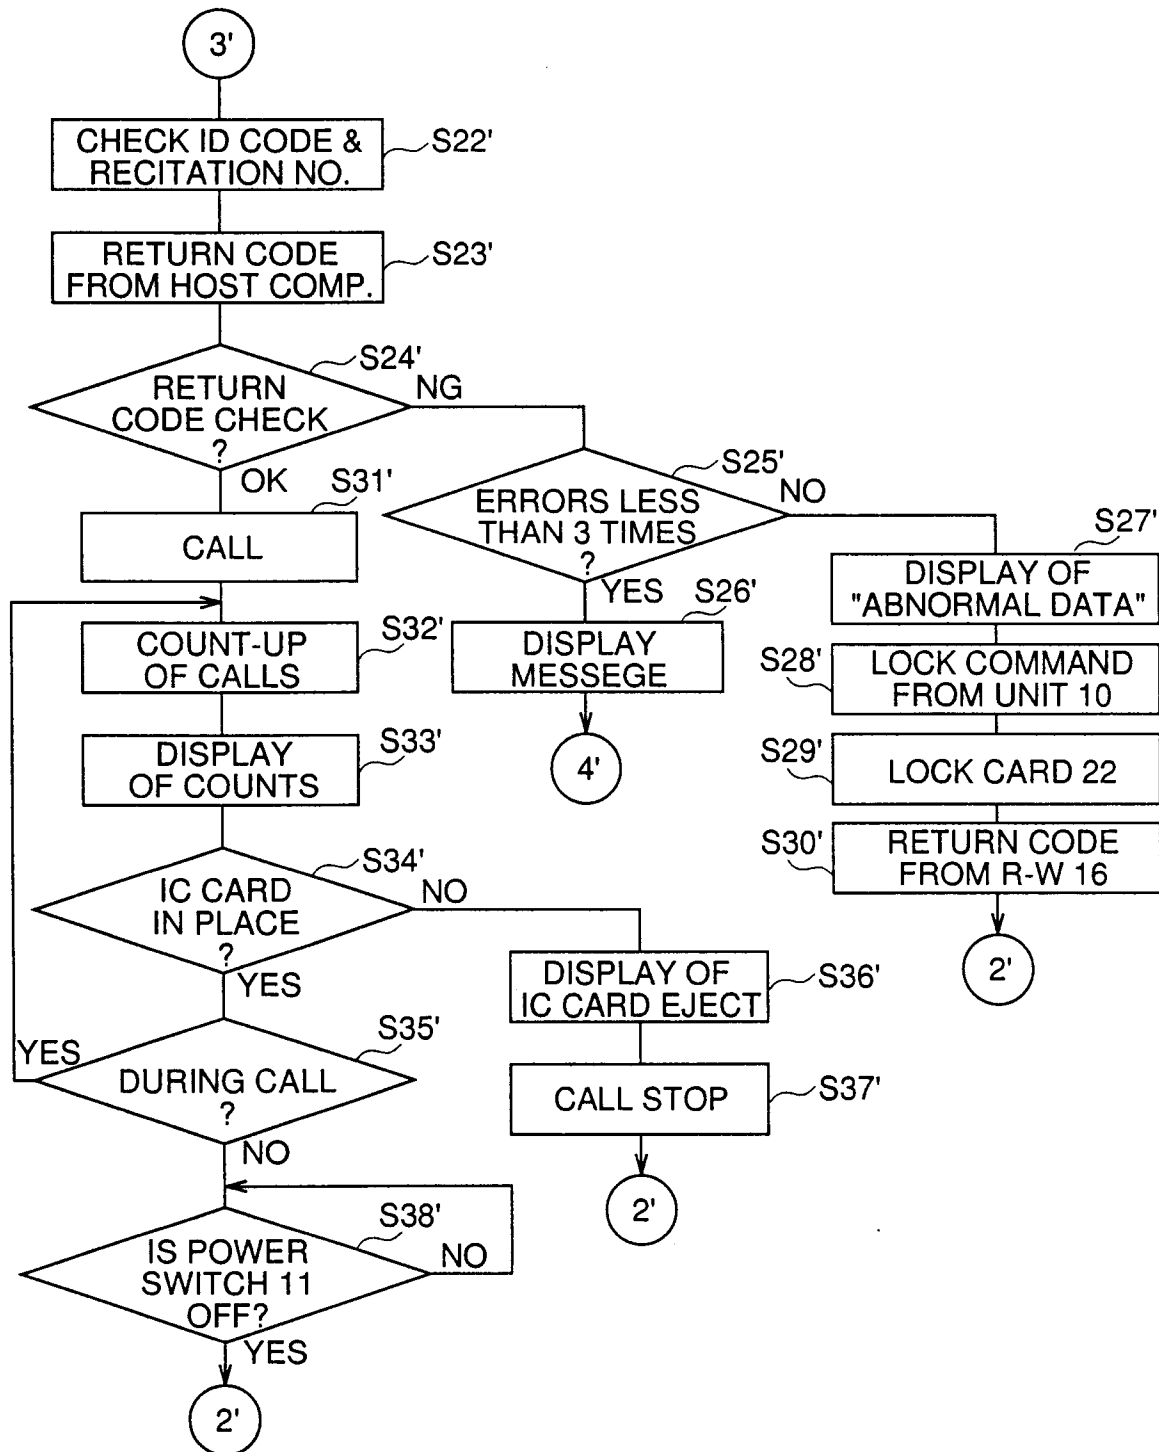 3'
CHECK ID CODE &
RECITATION NO.
S22'
RETURN CODE
FROM HOST COMP.
S23'
S24'
RETURN
CODE CHECK
?
NG
OK
S25'
ERRORS LESS
THAN 3 TIMES
?
NO
YES
S31'
CALL
S26'
DISPLAY
MESSEGE
4'
S27'
DISPLAY OF
"ABNORMAL DATA"
S28'
LOCK COMMAND
FROM UNIT 10
S29'
LOCK CARD 22
S30'
RETURN CODE
FROM R-W 16
2'
COUNT-UP
OF CALLS
S32'
DISPLAY
OF COUNTS
S33'
S34'
IC CARD
IN PLACE
?
NO
YES
DISPLAY OF
IC CARD EJECT
S36'
CALL STOP
S37'
2'
S35'
YES
DURING CALL
?
NO
S38'
IS POWER
SWITCH 11
OFF?
NO
YES
2'